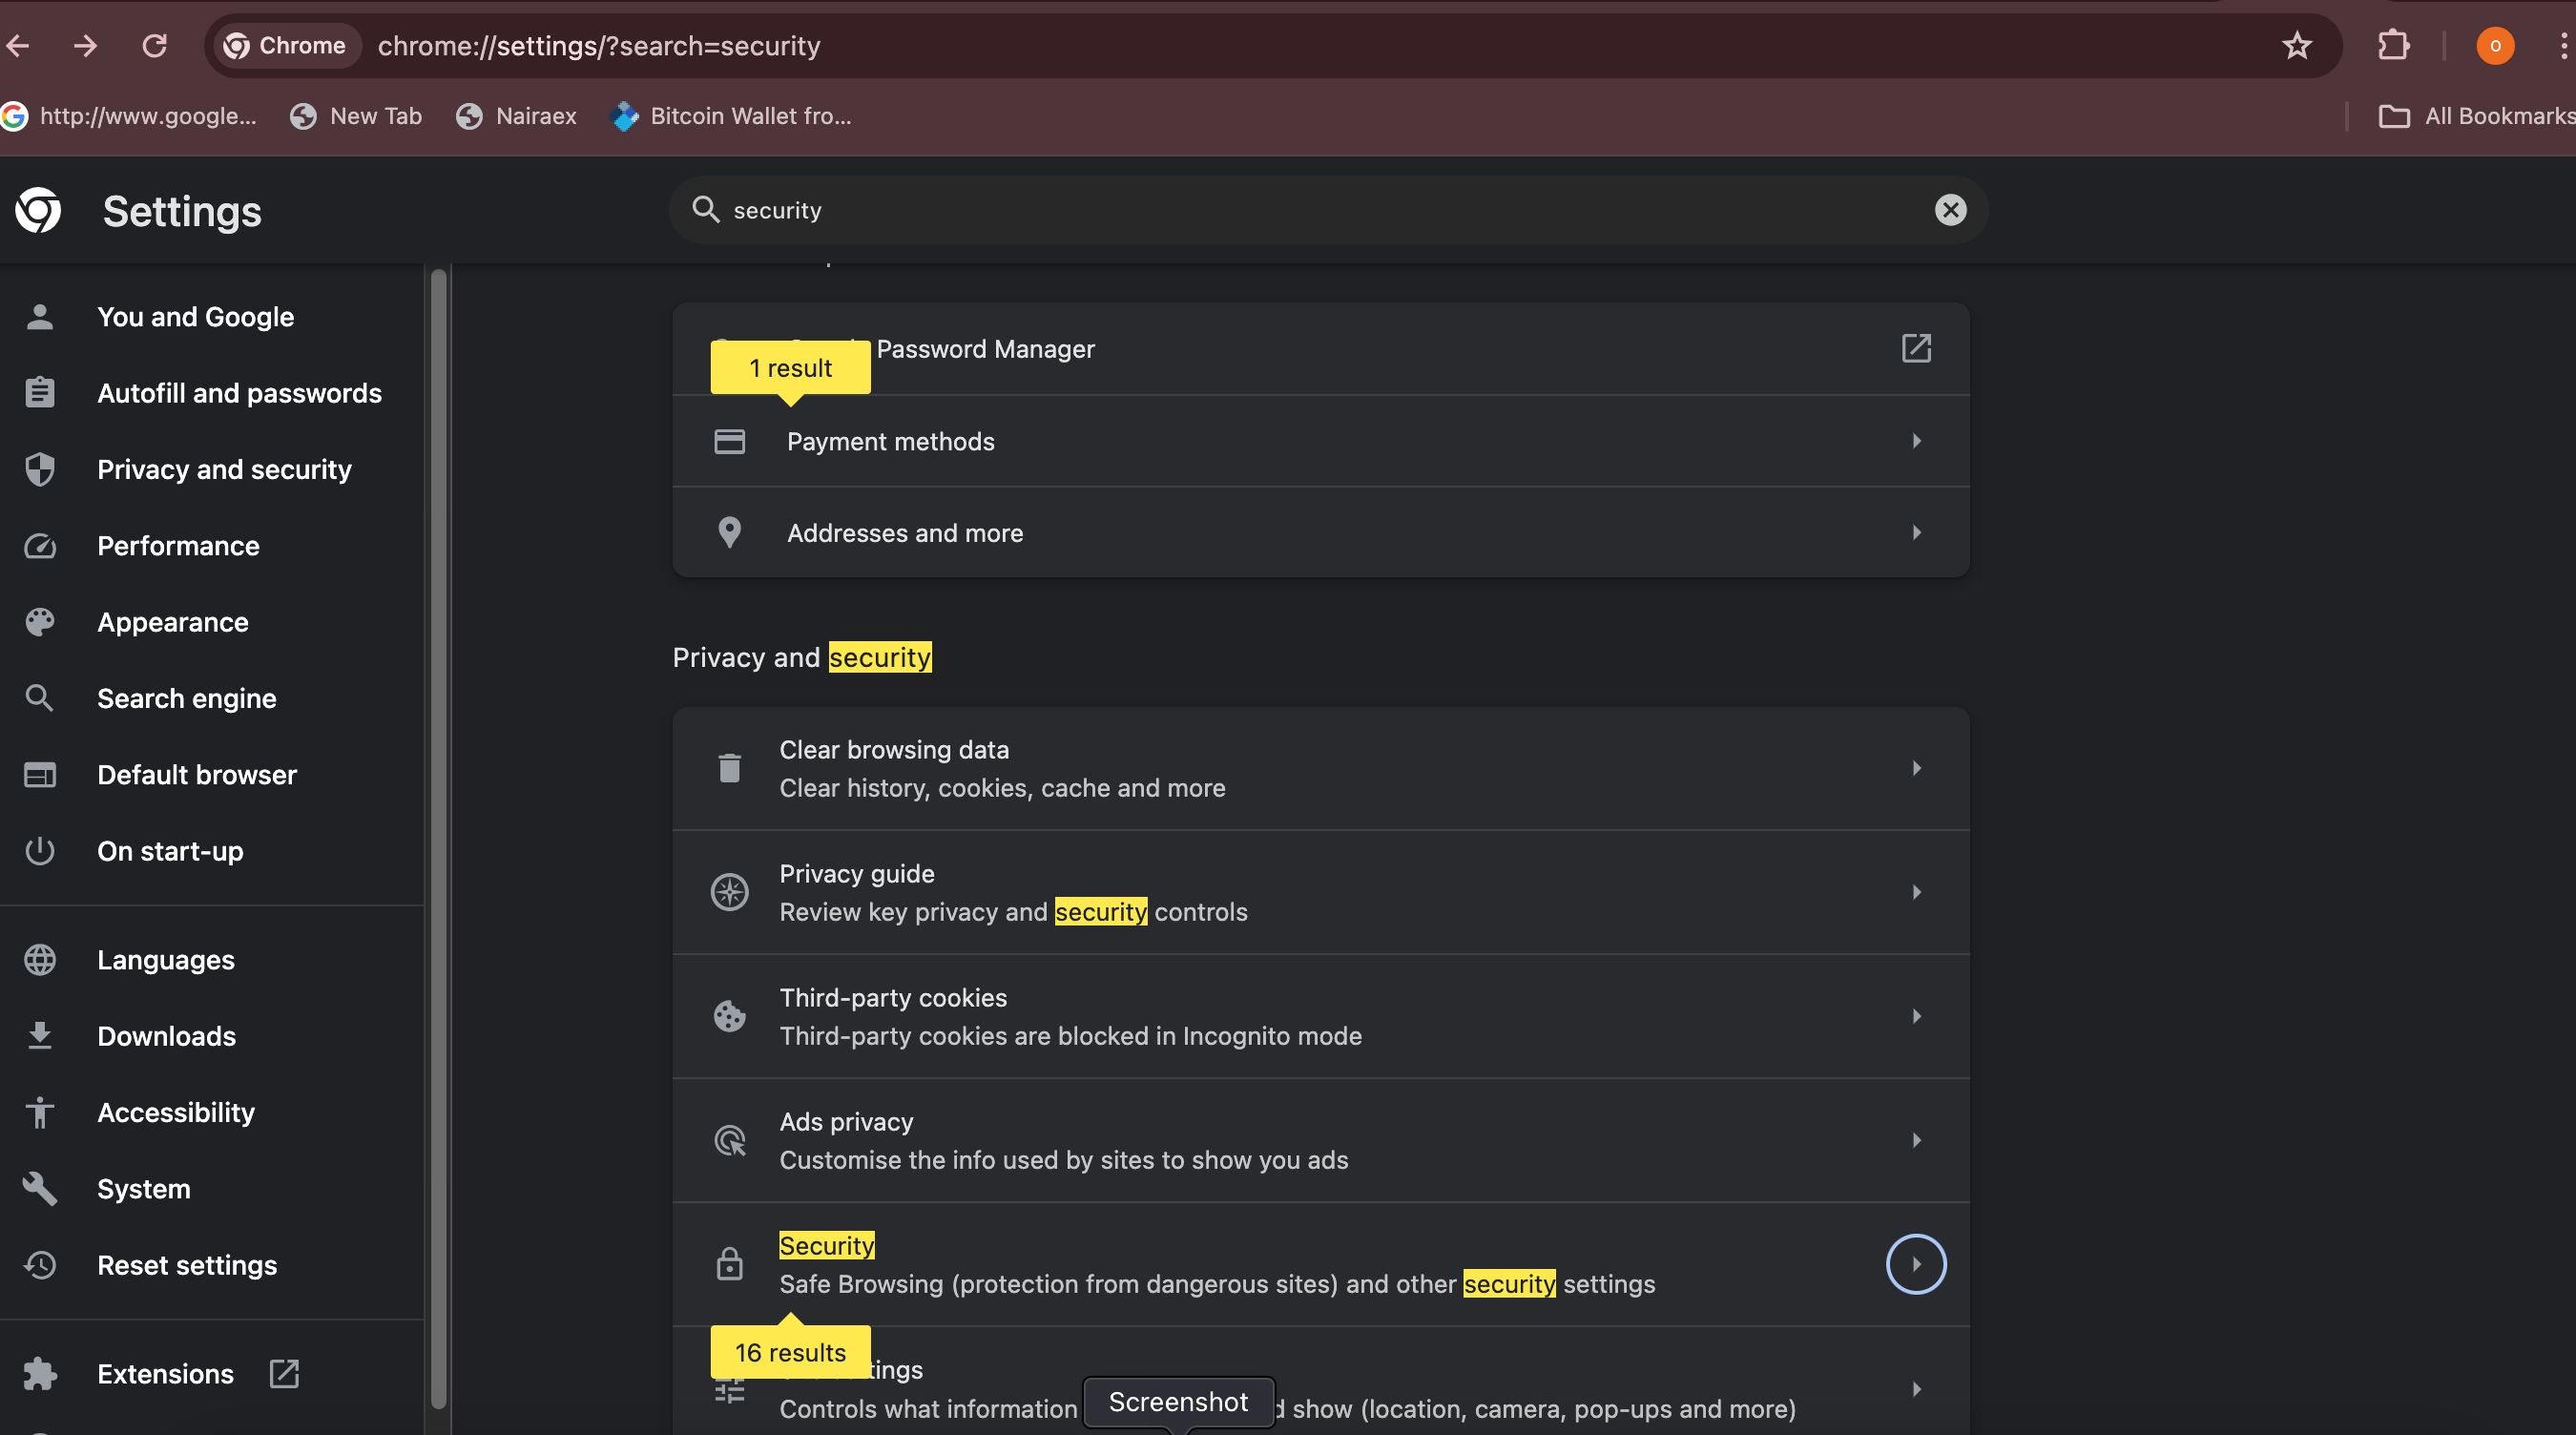 Chrome
chrome://settings/?search=security
o
http://www.google...
New Tab
Nairaex
Bitcoin Wallet fro...
All Bookmarks
Settings
security
You and Google
Autofill and passwords
Privacy and security
Performance
Appearance
Search engine
Default browser
On start-up
Languages
Downloads
Accessibility
System
Reset settings
Extensions
Password Manager
1 result
Payment methods
Addresses and more
Privacy and security
Clear browsing data
Clear history, cookies, cache and more
Privacy guide
Review key privacy and security controls
Third-party cookies
Third-party cookies are blocked in Incognito mode
Ads privacy
Customise the info used by sites to show you ads
Security
Safe Browsing (protection from dangerous sites) and other security settings
16 results
Controls what information
show (location, camera, pop-ups and more)
Screenshot